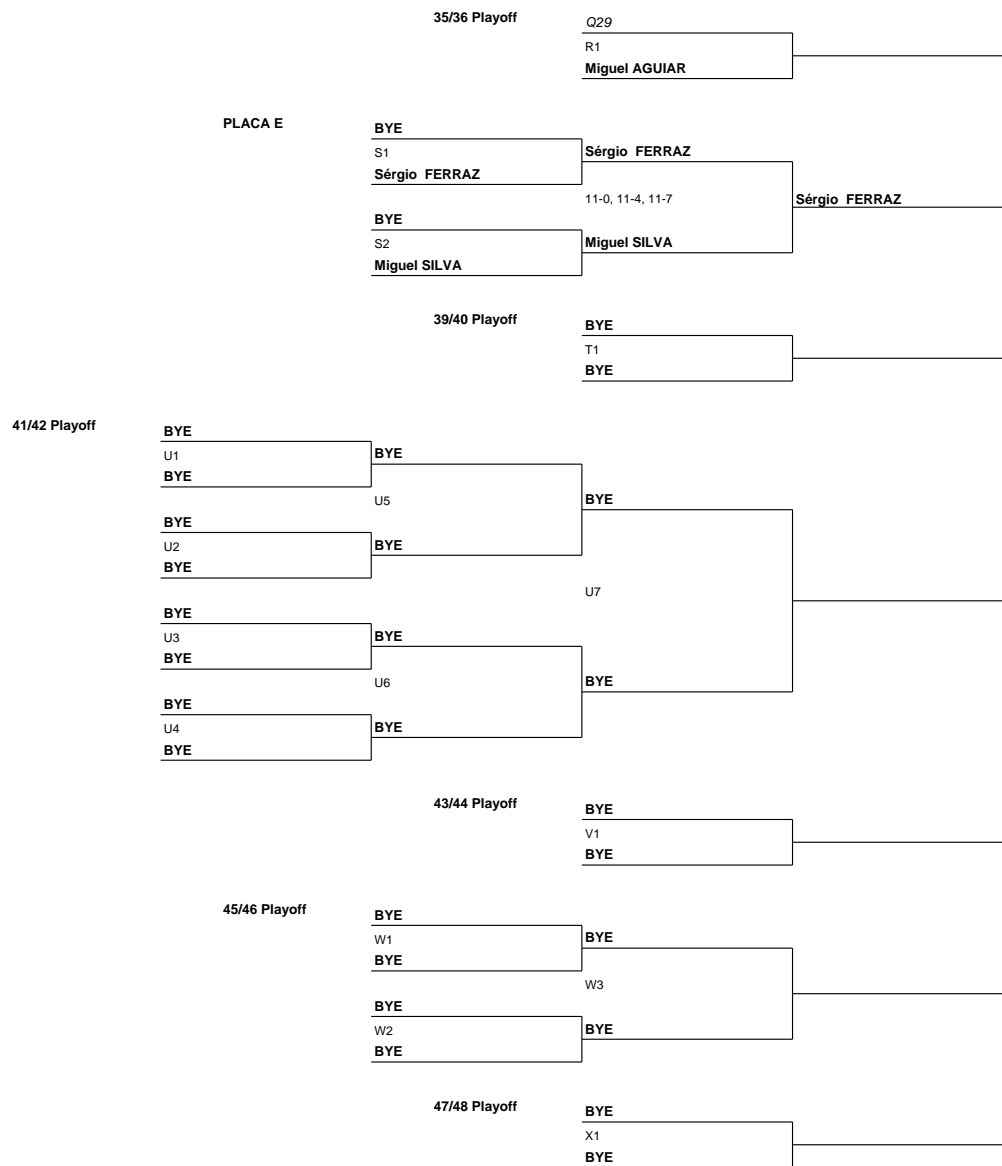 35/36 Playoff
Q29
R1
Miguel AGUIAR
PLACA E
BYE
S1
Sérgio FERRAZ
Sérgio FERRAZ
11-0, 11-4, 11-7
Sérgio FERRAZ
BYE
S2
Miguel SILVA
Miguel SILVA
39/40 Playoff
BYE
T1
BYE
41/42 Playoff
BYE
U1
BYE
BYE
U5
BYE
BYE
U2
BYE
BYE
U7
BYE
U3
BYE
BYE
U6
BYE
BYE
U4
BYE
BYE
43/44 Playoff
BYE
V1
BYE
45/46 Playoff
BYE
W1
BYE
BYE
W3
BYE
W2
BYE
BYE
47/48 Playoff
BYE
X1
BYE